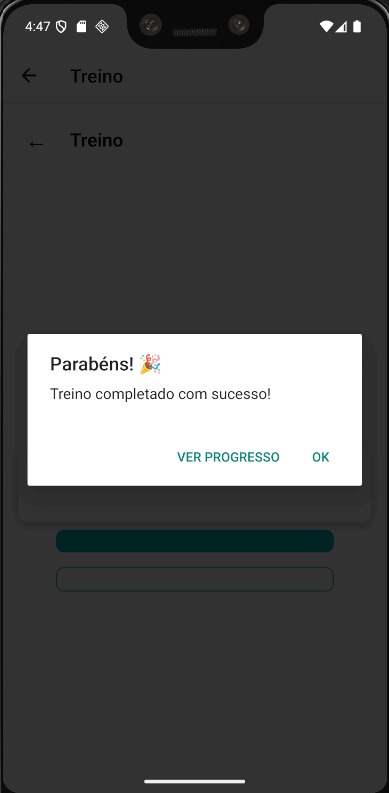 4:47
Treino
Treino
Parabéns! 🎉
Treino completado com sucesso!
VER PROGRESSO OK